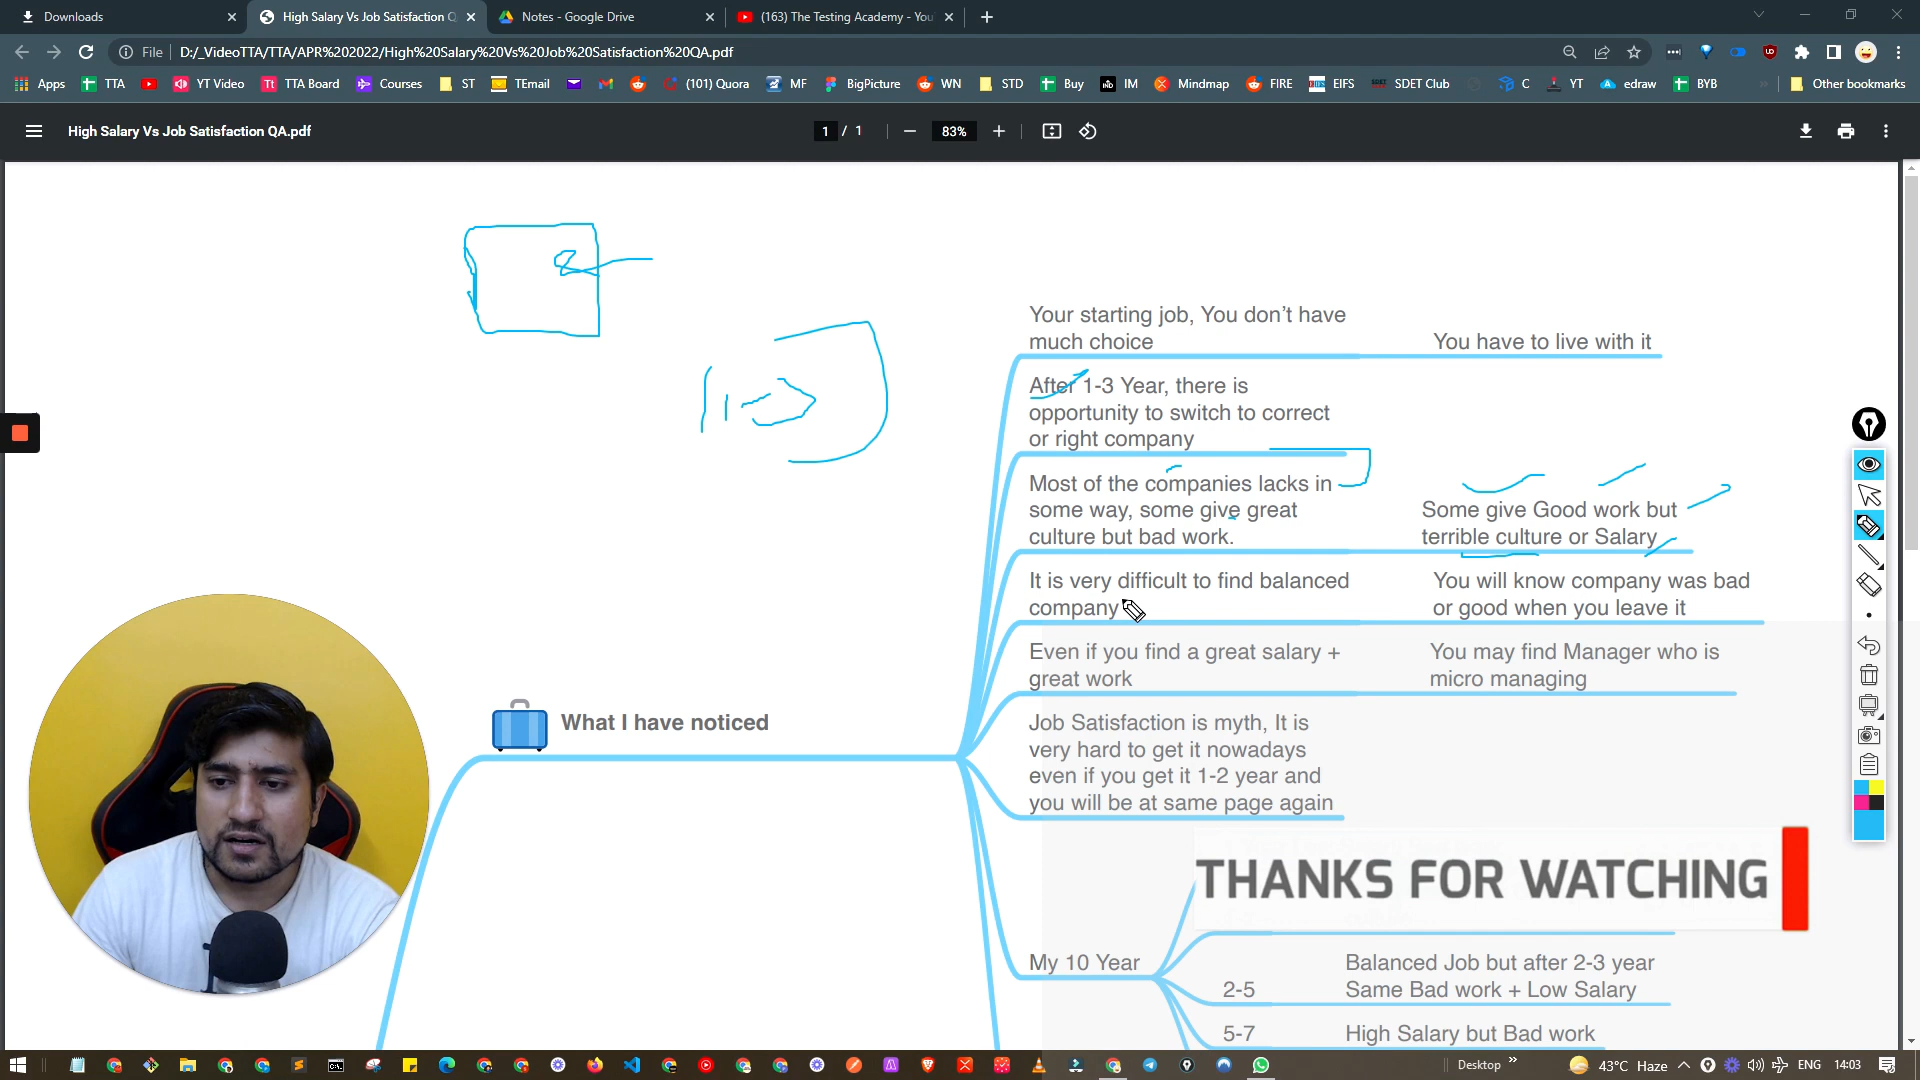 Downloads
High Salary Vs Job Satisfaction Q
Notes - Google Drive
(163) The Testing Academy - You
File
D:/_VideoTTA/TTA/APR%202022/High%20Salary%20Vs%20Job%20Satisfaction%20QA.pdf
Apps
TTA
YT Video
TTA Board
Courses
ST
TEmail
(101) Quora
MF
BigPicture
WN
STD
Buy
IM
Mindmap
FIRE
EIFS
SDET Club
C
YT
edraw
BYB
Other bookmarks
High Salary Vs Job Satisfaction QA.pdf
1 / 1
83%
Your starting job, You don't have
much choice
You have to live with it
After 1-3 Year, there is
opportunity to switch to correct
or right company
Most of the companies lacks in
some way, some give great
culture but bad work.
Some give Good work but
terrible culture or Salary
It is very difficult to find balanced
company
You will know company was bad
or good when you leave it
Even if you find a great salary +
great work
You may find Manager who is
micro managing
What I have noticed
Job Satisfaction is myth, It is
very hard to get it nowadays
even if you get it 1-2 year and
you will be at same page again
THANKS FOR WATCHING
My 10 Year
2-5
Balanced Job but after 2-3 year
Same Bad work + Low Salary
5-7
High Salary but Bad work
Desktop
43°C Haze
ENG
14:03